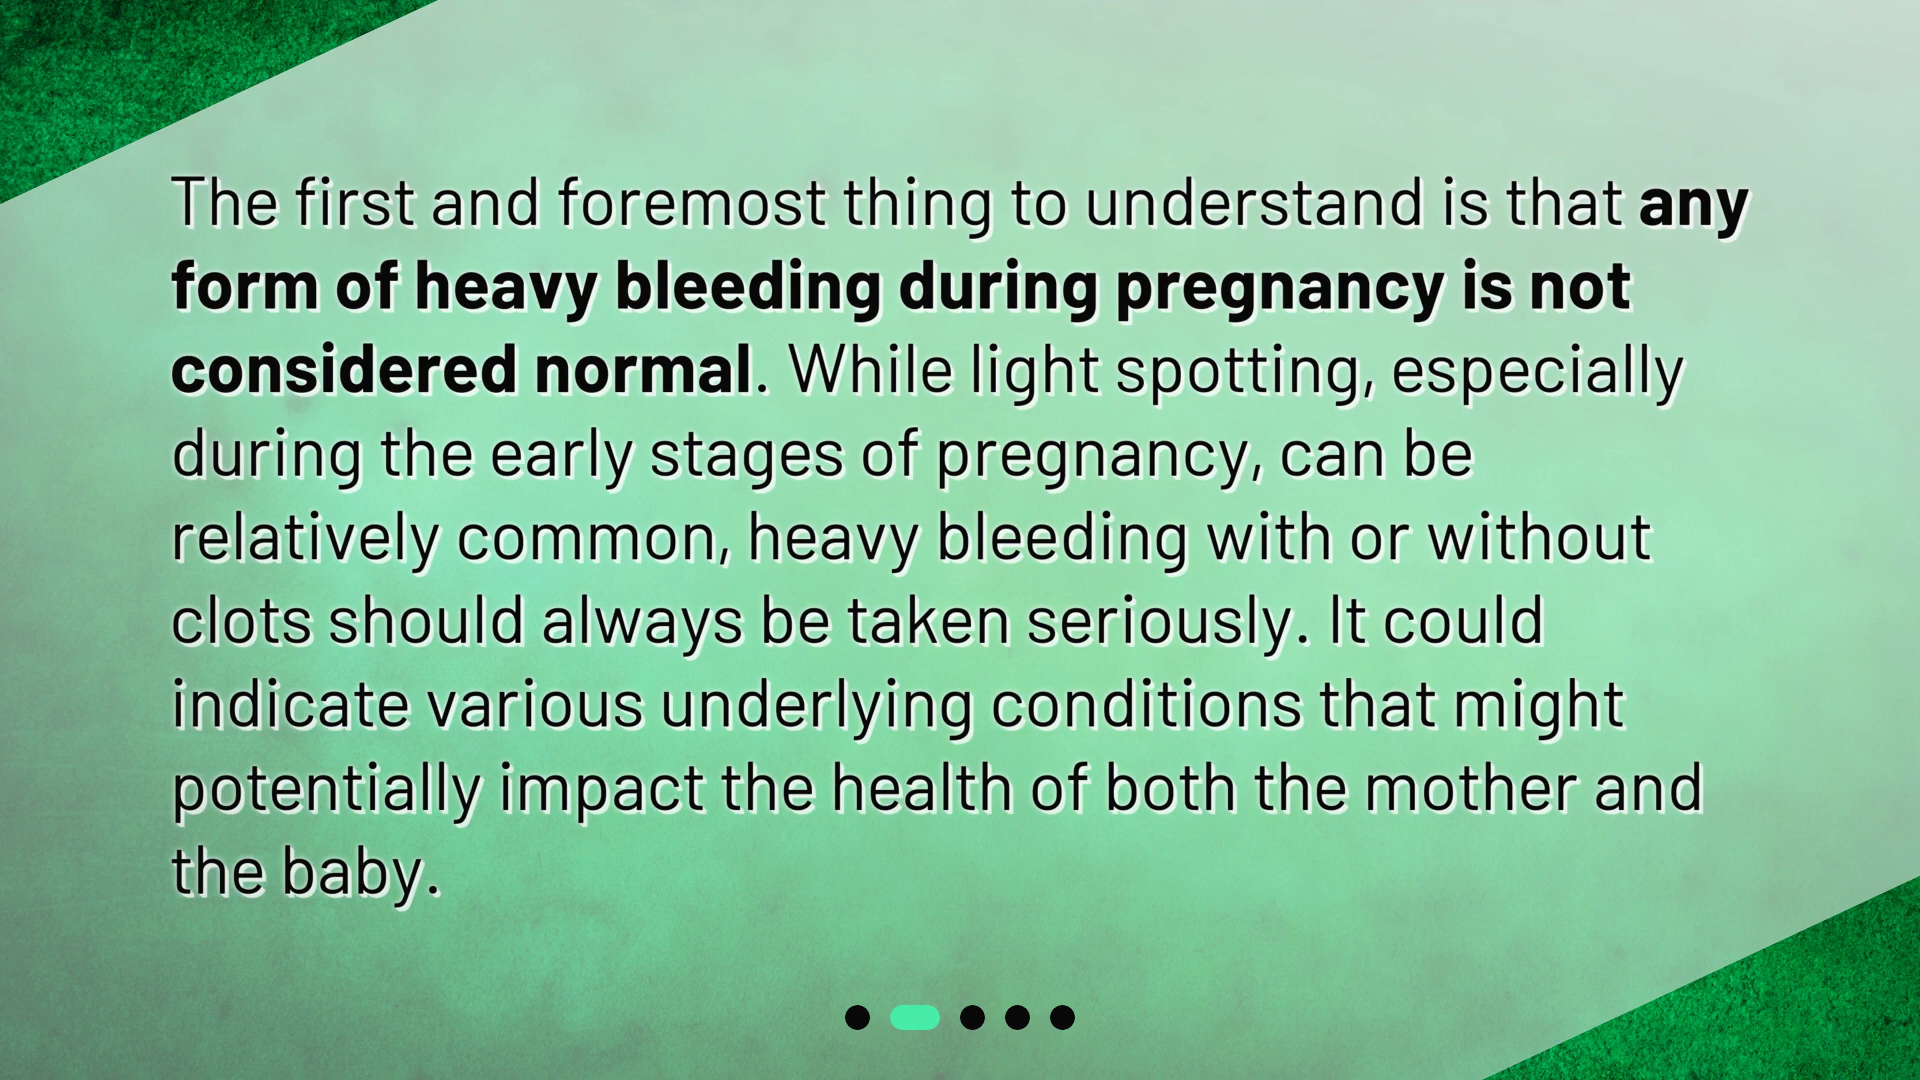 The first and foremost thing to understand is that any
form of heavy bleeding during pregnancy is not
considered normal. While light spotting, especially
during the early stages of pregnancy, can be
relatively common, heavy bleeding with or without
clots should always be taken seriously. It could
indicate various underlying conditions that might
potentially impact the health of both the mother and
the baby.